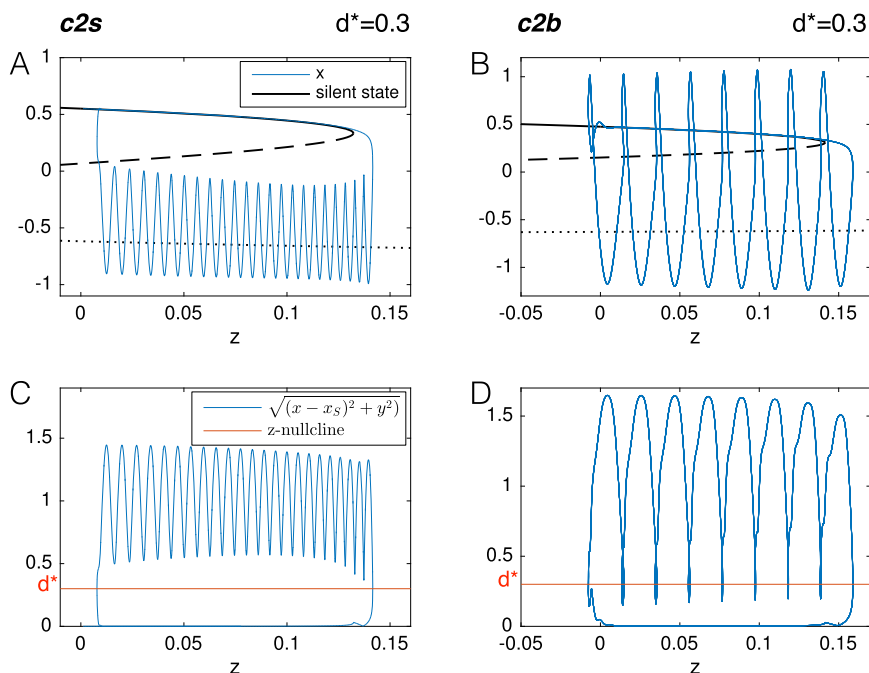 c2s d*=0.3 c2b d*=0.3
A B
x
silent state
1
0.5
0
-0.5
-1
0 0.05 0.1 0.15
z
1
0.5
0
-0.5
-1
-0.05 0 0.05 0.1 0.15
z
C D
√(x − x_S)² + y²)
z-nullcline
1.5
1
0.5
d*
0
0 0.05 0.1 0.15
z
1.5
1
0.5
d*
0
-0.05 0 0.05 0.1 0.15
z